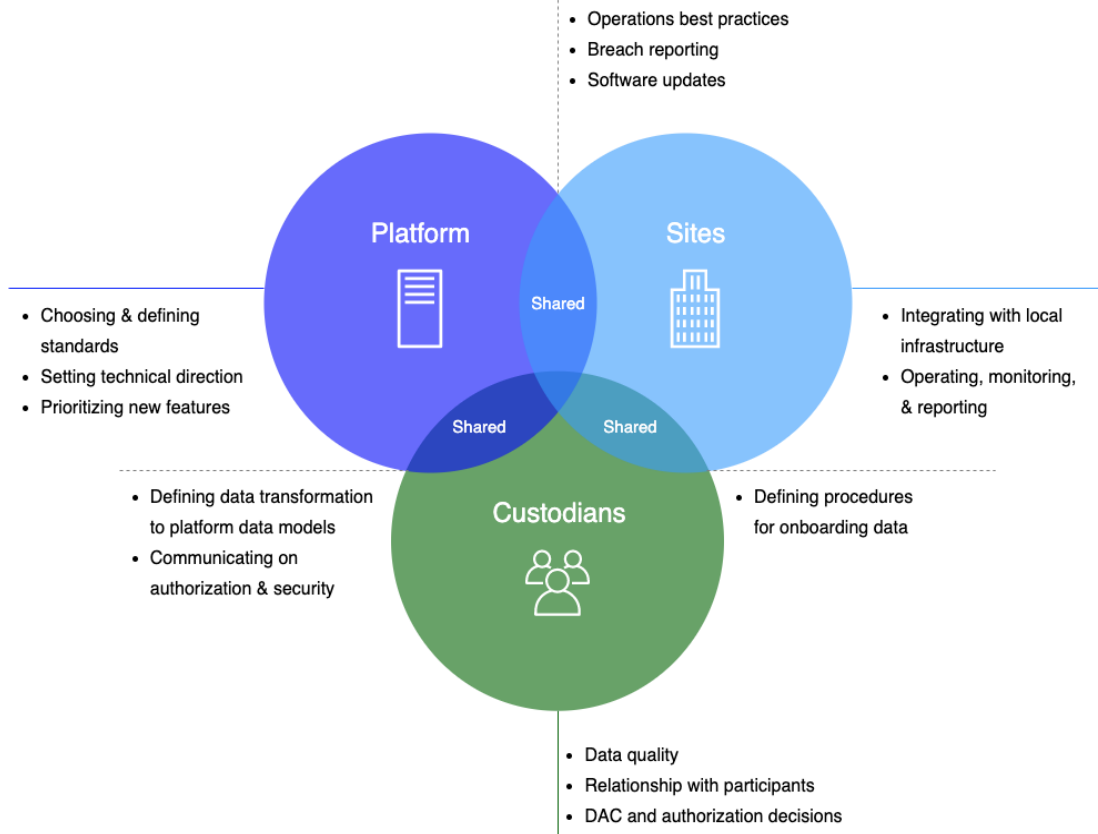 • Operations best practices
• Breach reporting
• Software updates
Platform
Sites
Shared
• Choosing & defining
standards
• Setting technical direction
• Prioritizing new features
• Integrating with local
infrastructure
• Operating, monitoring,
& reporting
Shared
Shared
• Defining data transformation
to platform data models
• Communicating on
authorization & security
Custodians
• Defining procedures
for onboarding data
• Data quality
• Relationship with participants
• DAC and authorization decisions